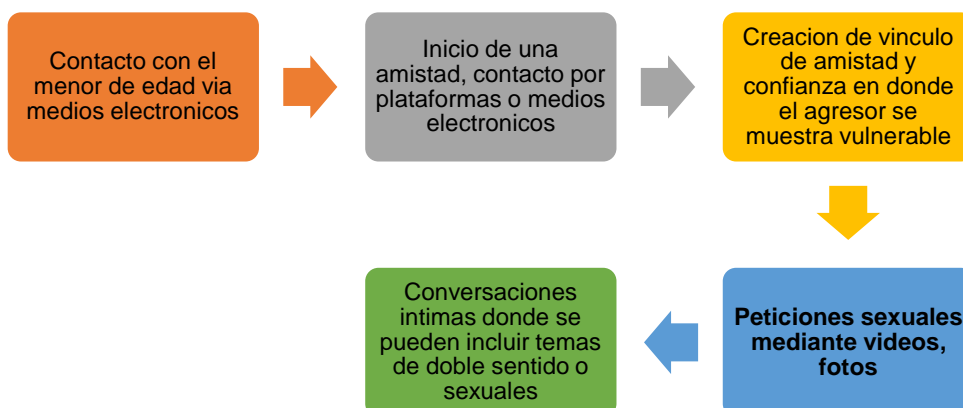 Contacto con el
menor de edad via
medios electronicos
Inicio de una
amistad, contacto por
plataformas o medios
electronicos
Creacion de vinculo
de amistad y
confianza en donde
el agresor se
muestra vulnerable
Peticiones sexuales
mediante videos,
fotos
Conversaciones
intimas donde se
pueden incluir temas
de doble sentido o
sexuales